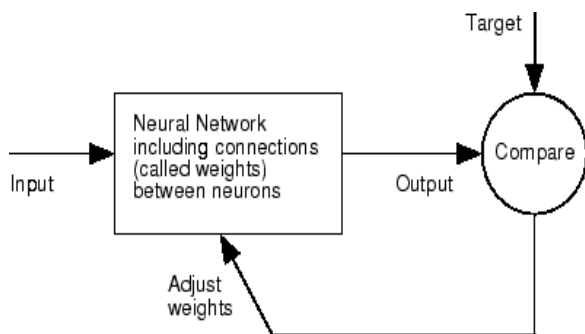 Target
Neural Network
including connections
(called weights)
between neurons
Compare
Input
Output
Adjust
weights